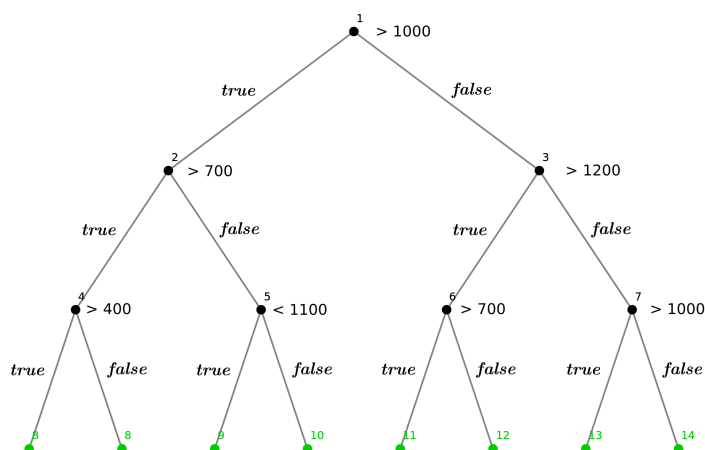 1
> 1000
true
false
2
> 700
3
> 1200
true
false
true
false
4
> 400
5
< 1100
6
> 700
7
> 1000
true
false
true
false
true
false
true
false
8
8
9
10
11
12
13
14